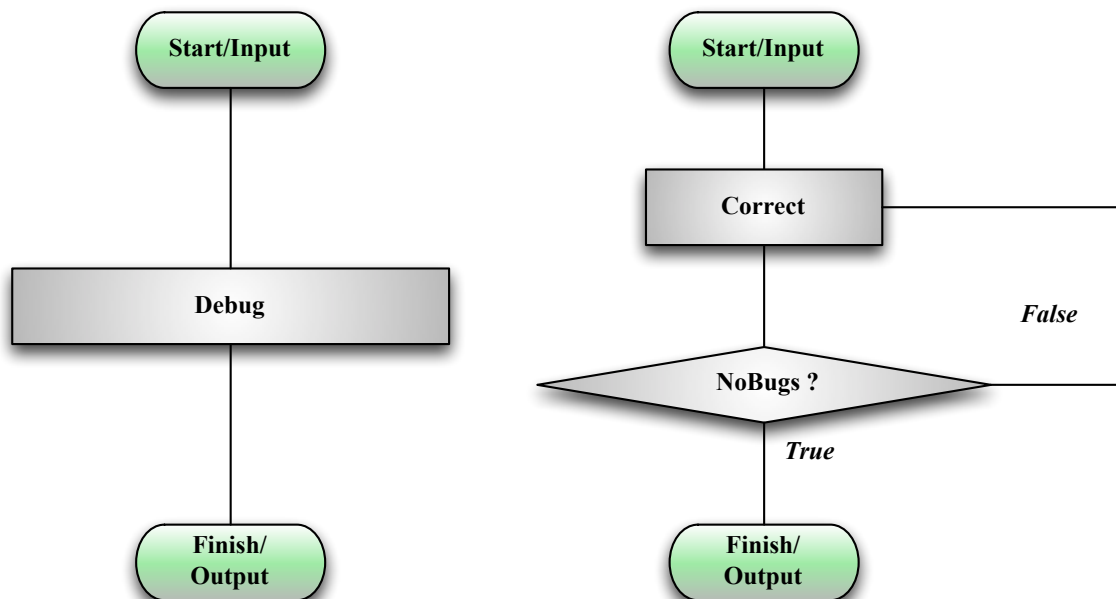 Start/Input
Debug
Finish/
Output
Start/Input
Correct
False
NoBugs ?
True
Finish/
Output